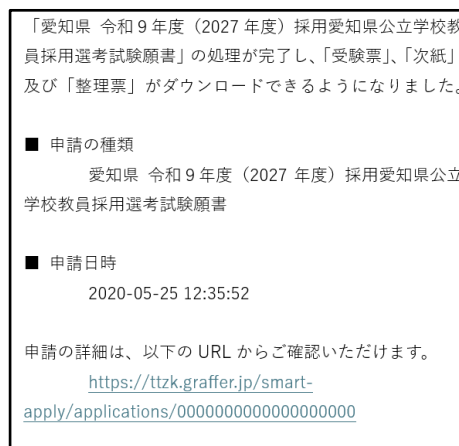 「愛知県 令和９年度（2027 年度）採用愛知県公立学校教
員採用選考試験願書」の処理が完了し、「受験票」、「次紙」
及び「整理票」がダウンロードできるようになりました。
■ 申請の種類
愛知県 令和９年度（2027 年度）採用愛知県公立
学校教員採用選考試験願書
■ 申請日時
2020-05-25 12:35:52
申請の詳細は、以下の URL からご確認いただけます。
https://ttzk.graffer.jp/smart-
apply/applications/0000000000000000000